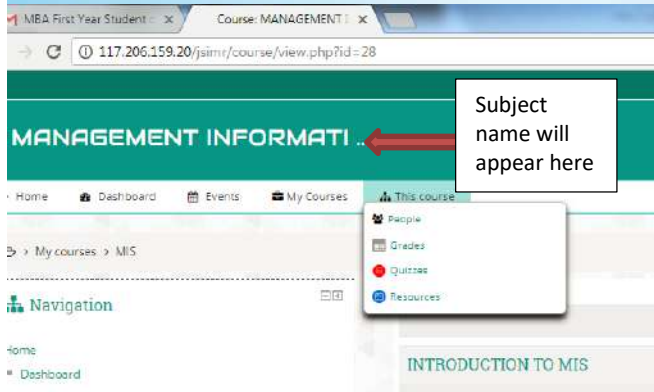 MBA First Year Student - ×
Course: MANAGEMENT I ×
117.206.159.20/jsimr/course/view.php?id=28
Subject
name will
appear here
MANAGEMENT INFORMATI ..
Home Dashboard Events My Courses This course
People
Grades
Quizzes
Resources
> My courses > MIS
Navigation
Home
Dashboard
INTRODUCTION TO MIS